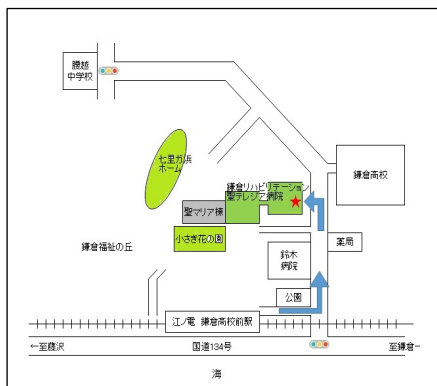 腰越
中学校
七里ガ浜
ホーム
鎌倉リハビリテーション
聖テレジア病院
鎌倉高校
聖マリア棟
小さき花の園
鎌倉福祉の丘
鈴木
病院
薬局
公園
江ノ電 鎌倉高校前駅
←至藤沢
国道134号
至鎌倉
海